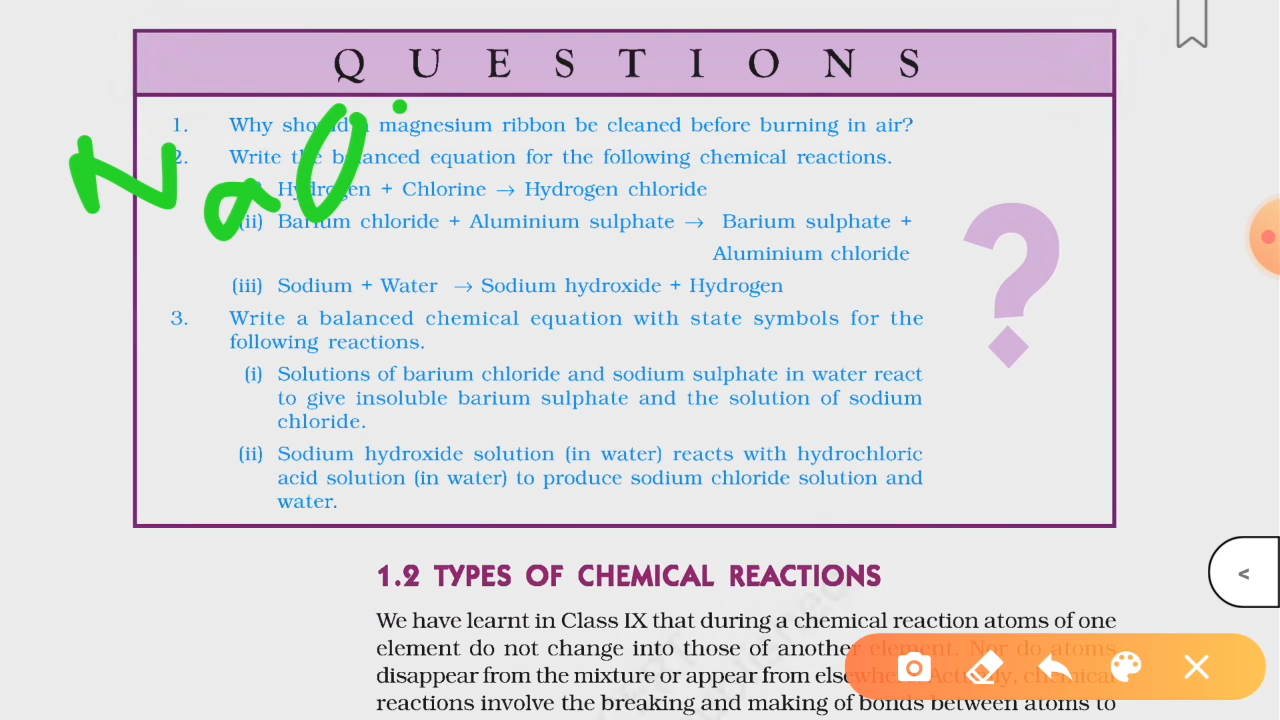 QUESTIONS
1. Why should a magnesium ribbon be cleaned before burning in air?
2. Write the balanced equation for the following chemical reactions.
Hydrogen + Chlorine → Hydrogen chloride
(ii) Barium chloride + Aluminium sulphate → Barium sulphate +
Aluminium chloride
(iii) Sodium + Water → Sodium hydroxide + Hydrogen
3. Write a balanced chemical equation with state symbols for the
following reactions.
(i) Solutions of barium chloride and sodium sulphate in water react
to give insoluble barium sulphate and the solution of sodium
chloride.
(ii) Sodium hydroxide solution (in water) reacts with hydrochloric
acid solution (in water) to produce sodium chloride solution and
water.
NaO
?
<
1.2 TYPES OF CHEMICAL REACTIONS
We have learnt in Class IX that during a chemical reaction atoms of one
element do not change into those of another element. Nor do atoms
disappear from the mixture or appear from elsewhere. Actually, chemical
reactions involve the breaking and making of bonds between atoms to